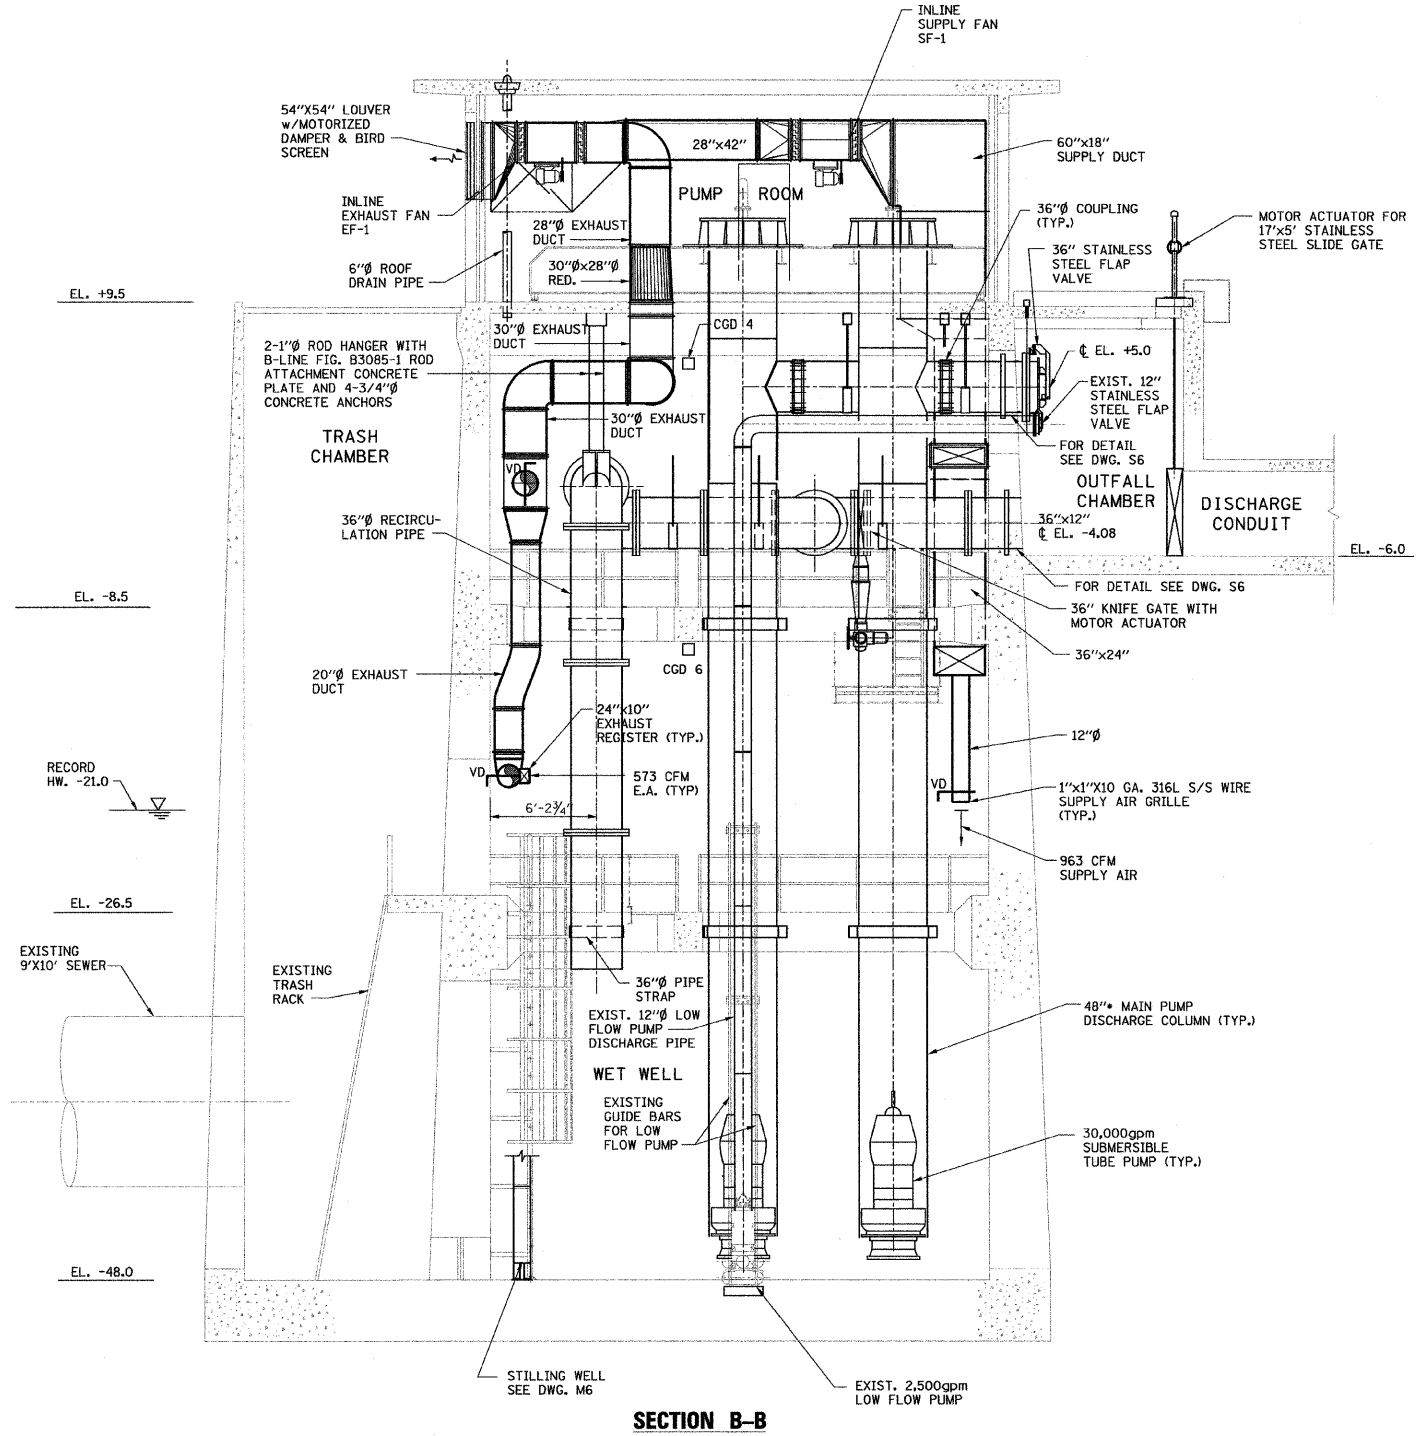 INLINE
SUPPLY FAN
SF-1
54"X54" LOUVER
w/MOTORIZED
DAMPER & BIRD
SCREEN
28"x42"
60"x18"
SUPPLY DUCT
PUMP ROOM
INLINE
EXHAUST FAN
EF-1
28"Ø EXHAUST
DUCT
36"Ø COUPLING
(TYP.)
MOTOR ACTUATOR FOR
17'x5' STAINLESS
STEEL SLIDE GATE
6"Ø ROOF
DRAIN PIPE
30"Øx28"Ø
RED.
36" STAINLESS
STEEL FLAP
VALVE
EL. +9.5
30"Ø EXHAUST
DUCT
CGD 4
2-1"Ø ROD HANGER WITH
B-LINE FIG. B3085-1 ROD
ATTACHMENT CONCRETE
PLATE AND 4-3/4"Ø
CONCRETE ANCHORS
℄ EL. +5.0
EXIST. 12"
STAINLESS
STEEL FLAP
VALVE
30"Ø EXHAUST
DUCT
TRASH
CHAMBER
FOR DETAIL
SEE DWG. S6
VD
OUTFALL
CHAMBER
DISCHARGE
CONDUIT
36"Ø RECIRCU-
LATION PIPE
36"x12"
℄ EL. -4.08
EL. -6.0
FOR DETAIL SEE DWG. S6
EL. -8.5
36" KNIFE GATE WITH
MOTOR ACTUATOR
36"x24"
CGD 6
20"Ø EXHAUST
DUCT
24"x10"
EXHAUST
REGISTER (TYP.)
12"Ø
RECORD
HW. -21.0
VD
573 CFM
E.A. (TYP)
VD
1"x1"X10 GA. 316L S/S WIRE
SUPPLY AIR GRILLE
(TYP.)
6'-2¾"
963 CFM
SUPPLY AIR
EL. -26.5
EXISTING
9'X10' SEWER
EXISTING
TRASH
RACK
36"Ø PIPE
STRAP
EXIST. 12"Ø LOW
FLOW PUMP
DISCHARGE PIPE
48"* MAIN PUMP
DISCHARGE COLUMN (TYP.)
WET WELL
EXISTING
GUIDE BARS
FOR LOW
FLOW PUMP
30,000gpm
SUBMERSIBLE
TUBE PUMP (TYP.)
EL. -48.0
STILLING WELL
SEE DWG. M6
EXIST. 2,500gpm
LOW FLOW PUMP
SECTION B-B